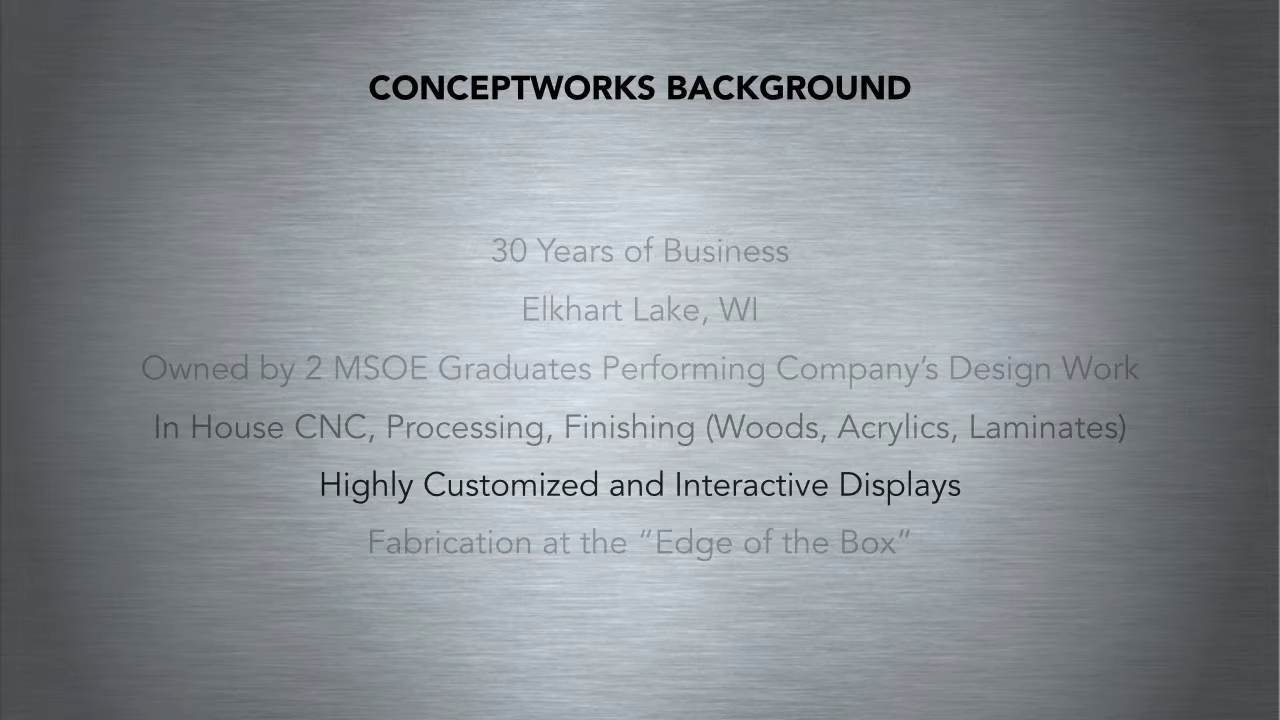 CONCEPTWORKS BACKGROUND
30 Years of Business
Elkhart Lake, WI
Owned by 2 MSOE Graduates Performing Company’s Design Work
In House CNC, Processing, Finishing (Woods, Acrylics, Laminates)
Highly Customized and Interactive Displays
Fabrication at the “Edge of the Box”